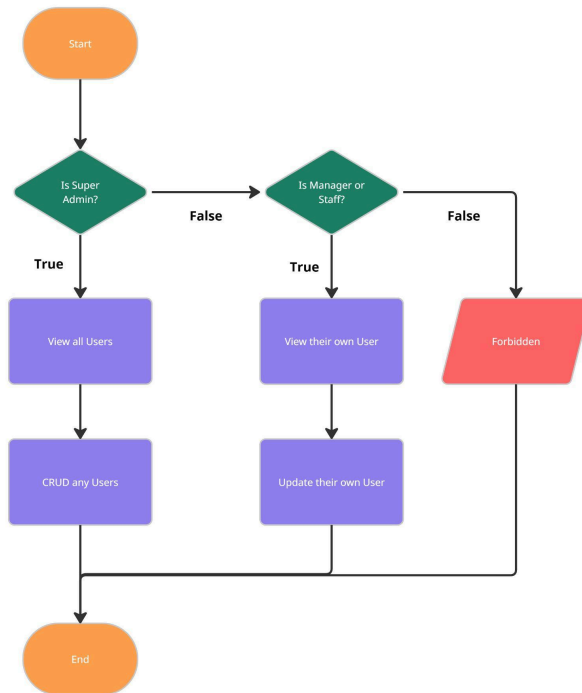 Start
Is Super
Admin?
False
Is Manager or
Staff?
False
True
True
View all Users
View their own User
Forbidden
CRUD any Users
Update their own User
End